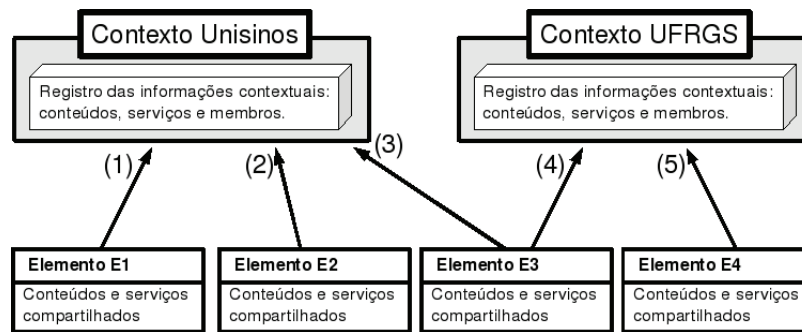 Contexto Unisinos
Contexto UFRGS
Registro das informações contextuais:
conteúdos, serviços e membros.
Registro das informações contextuais:
conteúdos, serviços e membros.
(1)
(2)
(3)
(4)
(5)
Elemento E1
Conteúdos e serviços
compartilhados
Elemento E2
Conteúdos e serviços
compartilhados
Elemento E3
Conteúdos e serviços
compartilhados
Elemento E4
Conteúdos e serviços
compartilhados